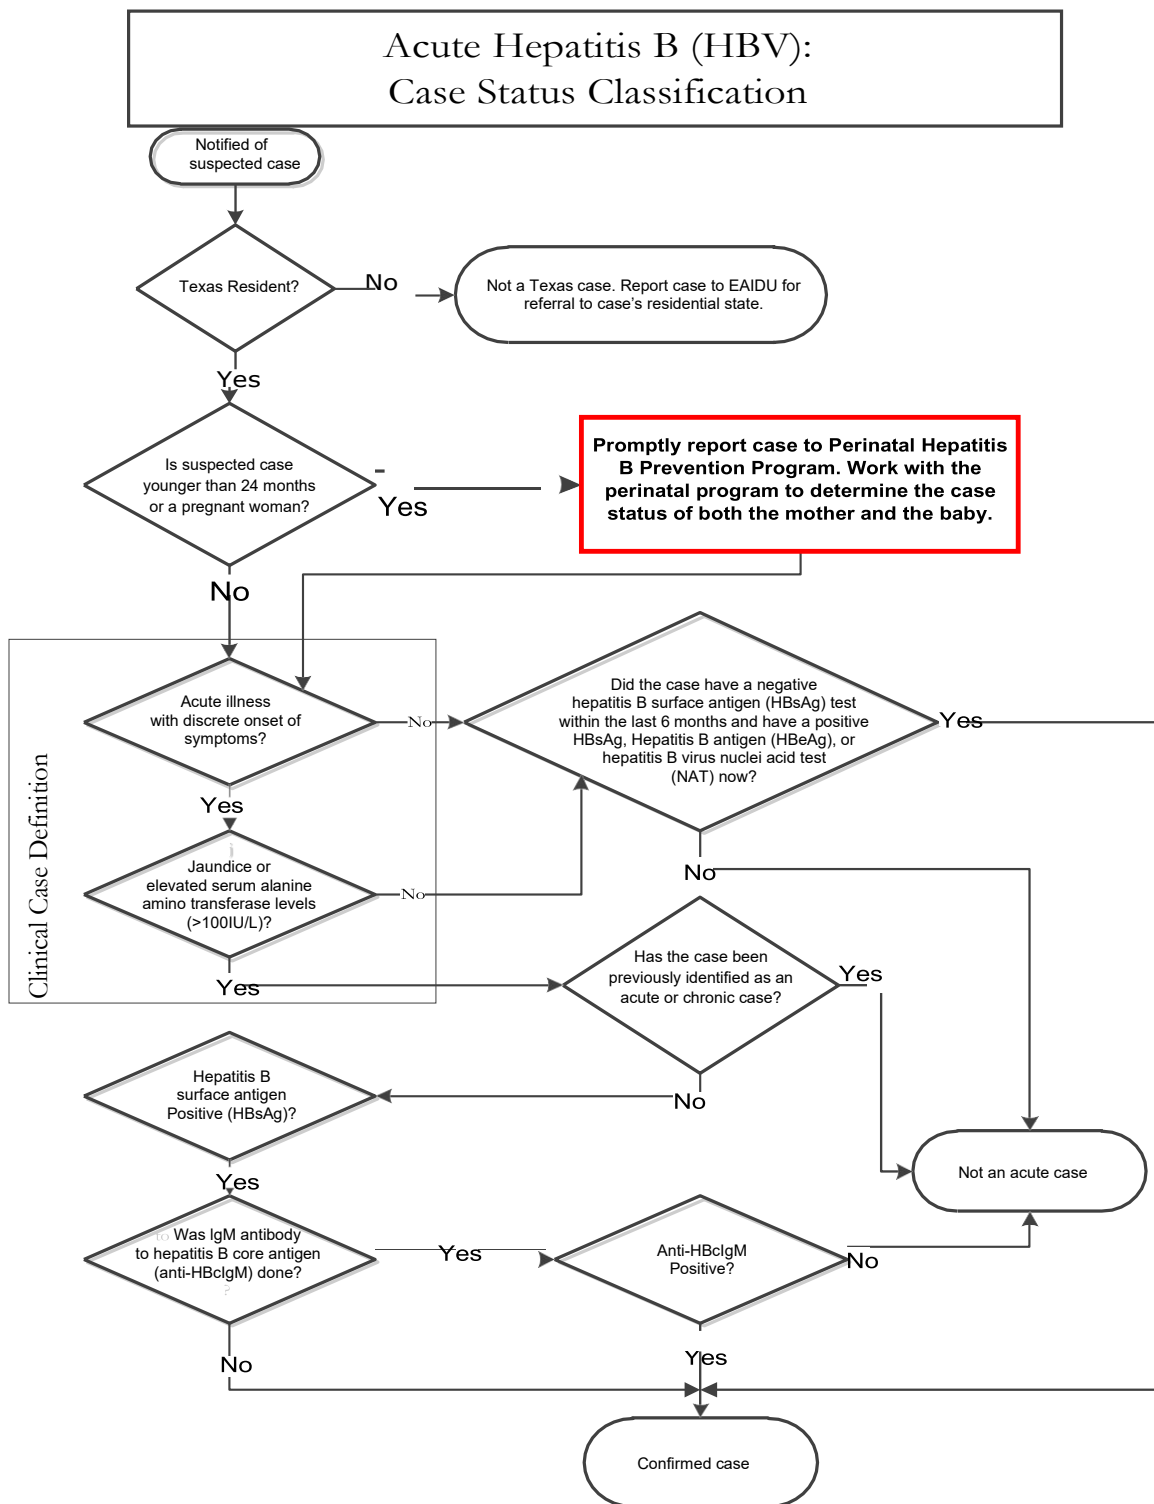 Acute Hepatitis B (HBV):
Case Status Classification
Notified of
suspected case
Texas Resident?
No
Not a Texas case. Report case to EAIDU for
referral to case’s residential state.
Yes
Is suspected case
younger than 24 months
or a pregnant woman?
Yes
Promptly report case to Perinatal Hepatitis
B Prevention Program. Work with the
perinatal program to determine the case
status of both the mother and the baby.
No
Clinical Case Definition
Acute illness
with discrete onset of
symptoms?
No
Did the case have a negative
hepatitis B surface antigen (HBsAg) test
within the last 6 months and have a positive
HBsAg, Hepatitis B antigen (HBeAg), or
hepatitis B virus nuclei acid test
(NAT) now?
Yes
Yes
Jaundice or
elevated serum alanine
amino transferase levels
(>100IU/L)?
No
No
Yes
Has the case been
previously identified as an
acute or chronic case?
Yes
No
Hepatitis B
surface antigen
Positive (HBsAg)?
Yes
Not an acute case
to Was IgM antibody
to hepatitis B core antigen
(anti-HBcIgM) done?
?
Yes
Anti-HBcIgM
Positive?
No
No
Yes
Confirmed case